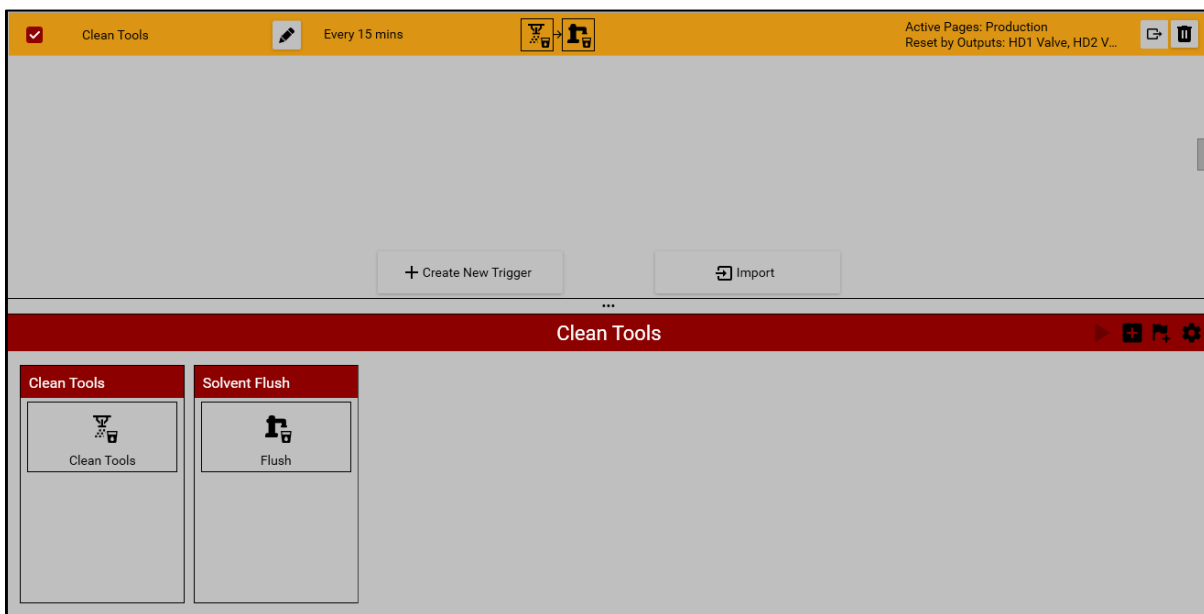 Clean Tools
Every 15 mins
Active Pages: Production
Reset by Outputs: HD1 Valve, HD2 V...
Create New Trigger
Import
Clean Tools
Clean Tools
Solvent Flush
Clean Tools
Flush